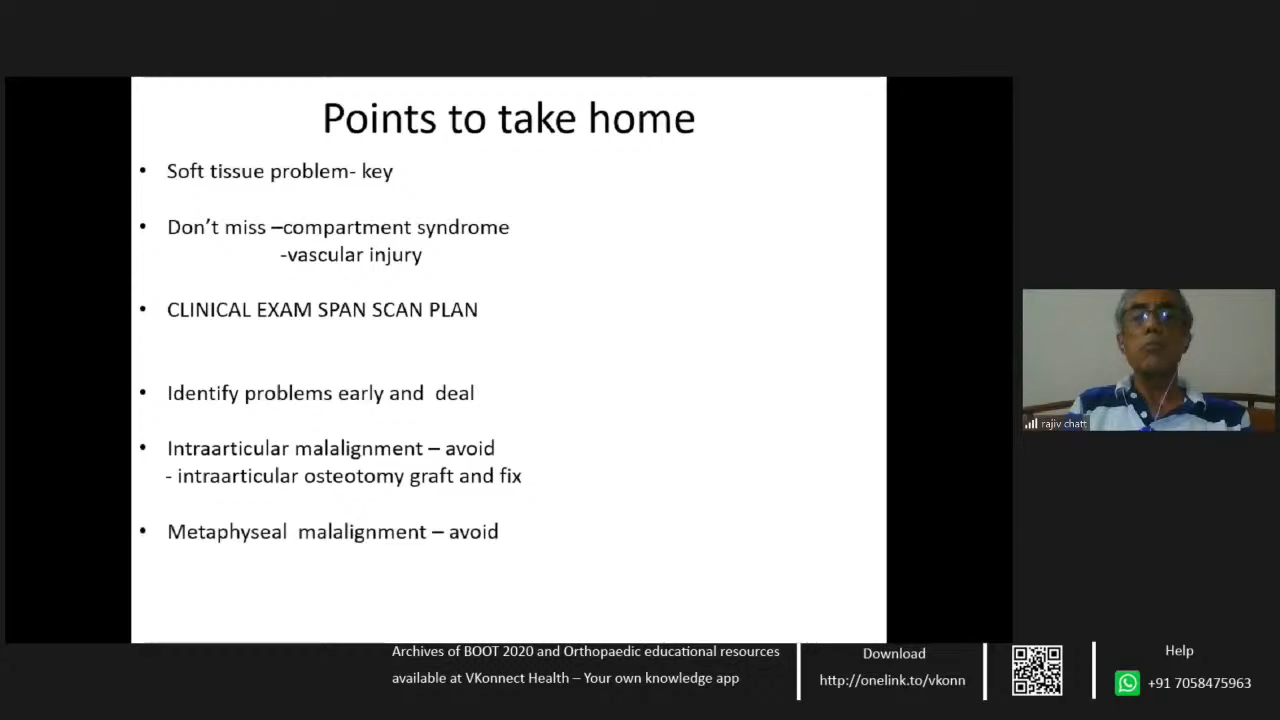 Points to take home
• Soft tissue problem- key
• Don’t miss –compartment syndrome
-vascular injury
• CLINICAL EXAM SPAN SCAN PLAN
• Identify problems early and  deal
• Intraarticular malalignment – avoid
- intraarticular osteotomy graft and fix
• Metaphyseal  malalignment – avoid
rajiv chatt
Archives of BOOT 2020 and Orthopaedic educational resources
available at VKonnect Health – Your own knowledge app
Download
http://onelink.to/vkonn
Help
+91 7058475963